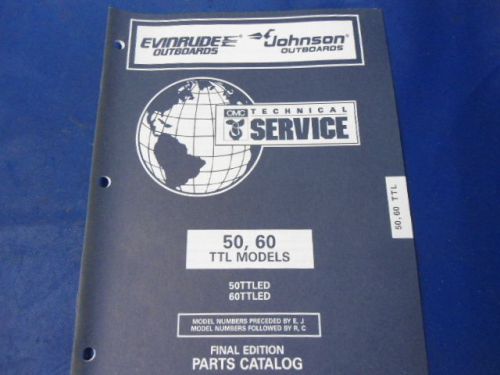 EVINRUDE
OUTBOARDS
Johnson
OUTBOARDS
OMC TECHNICAL
SERVICE
50, 60
TTL MODELS
50TTLED
60TTLED
MODEL NUMBERS PRECEDED BY E, J
MODEL NUMBERS FOLLOWED BY R, C
FINAL EDITION
PARTS CATALOG
50, 60 TTL